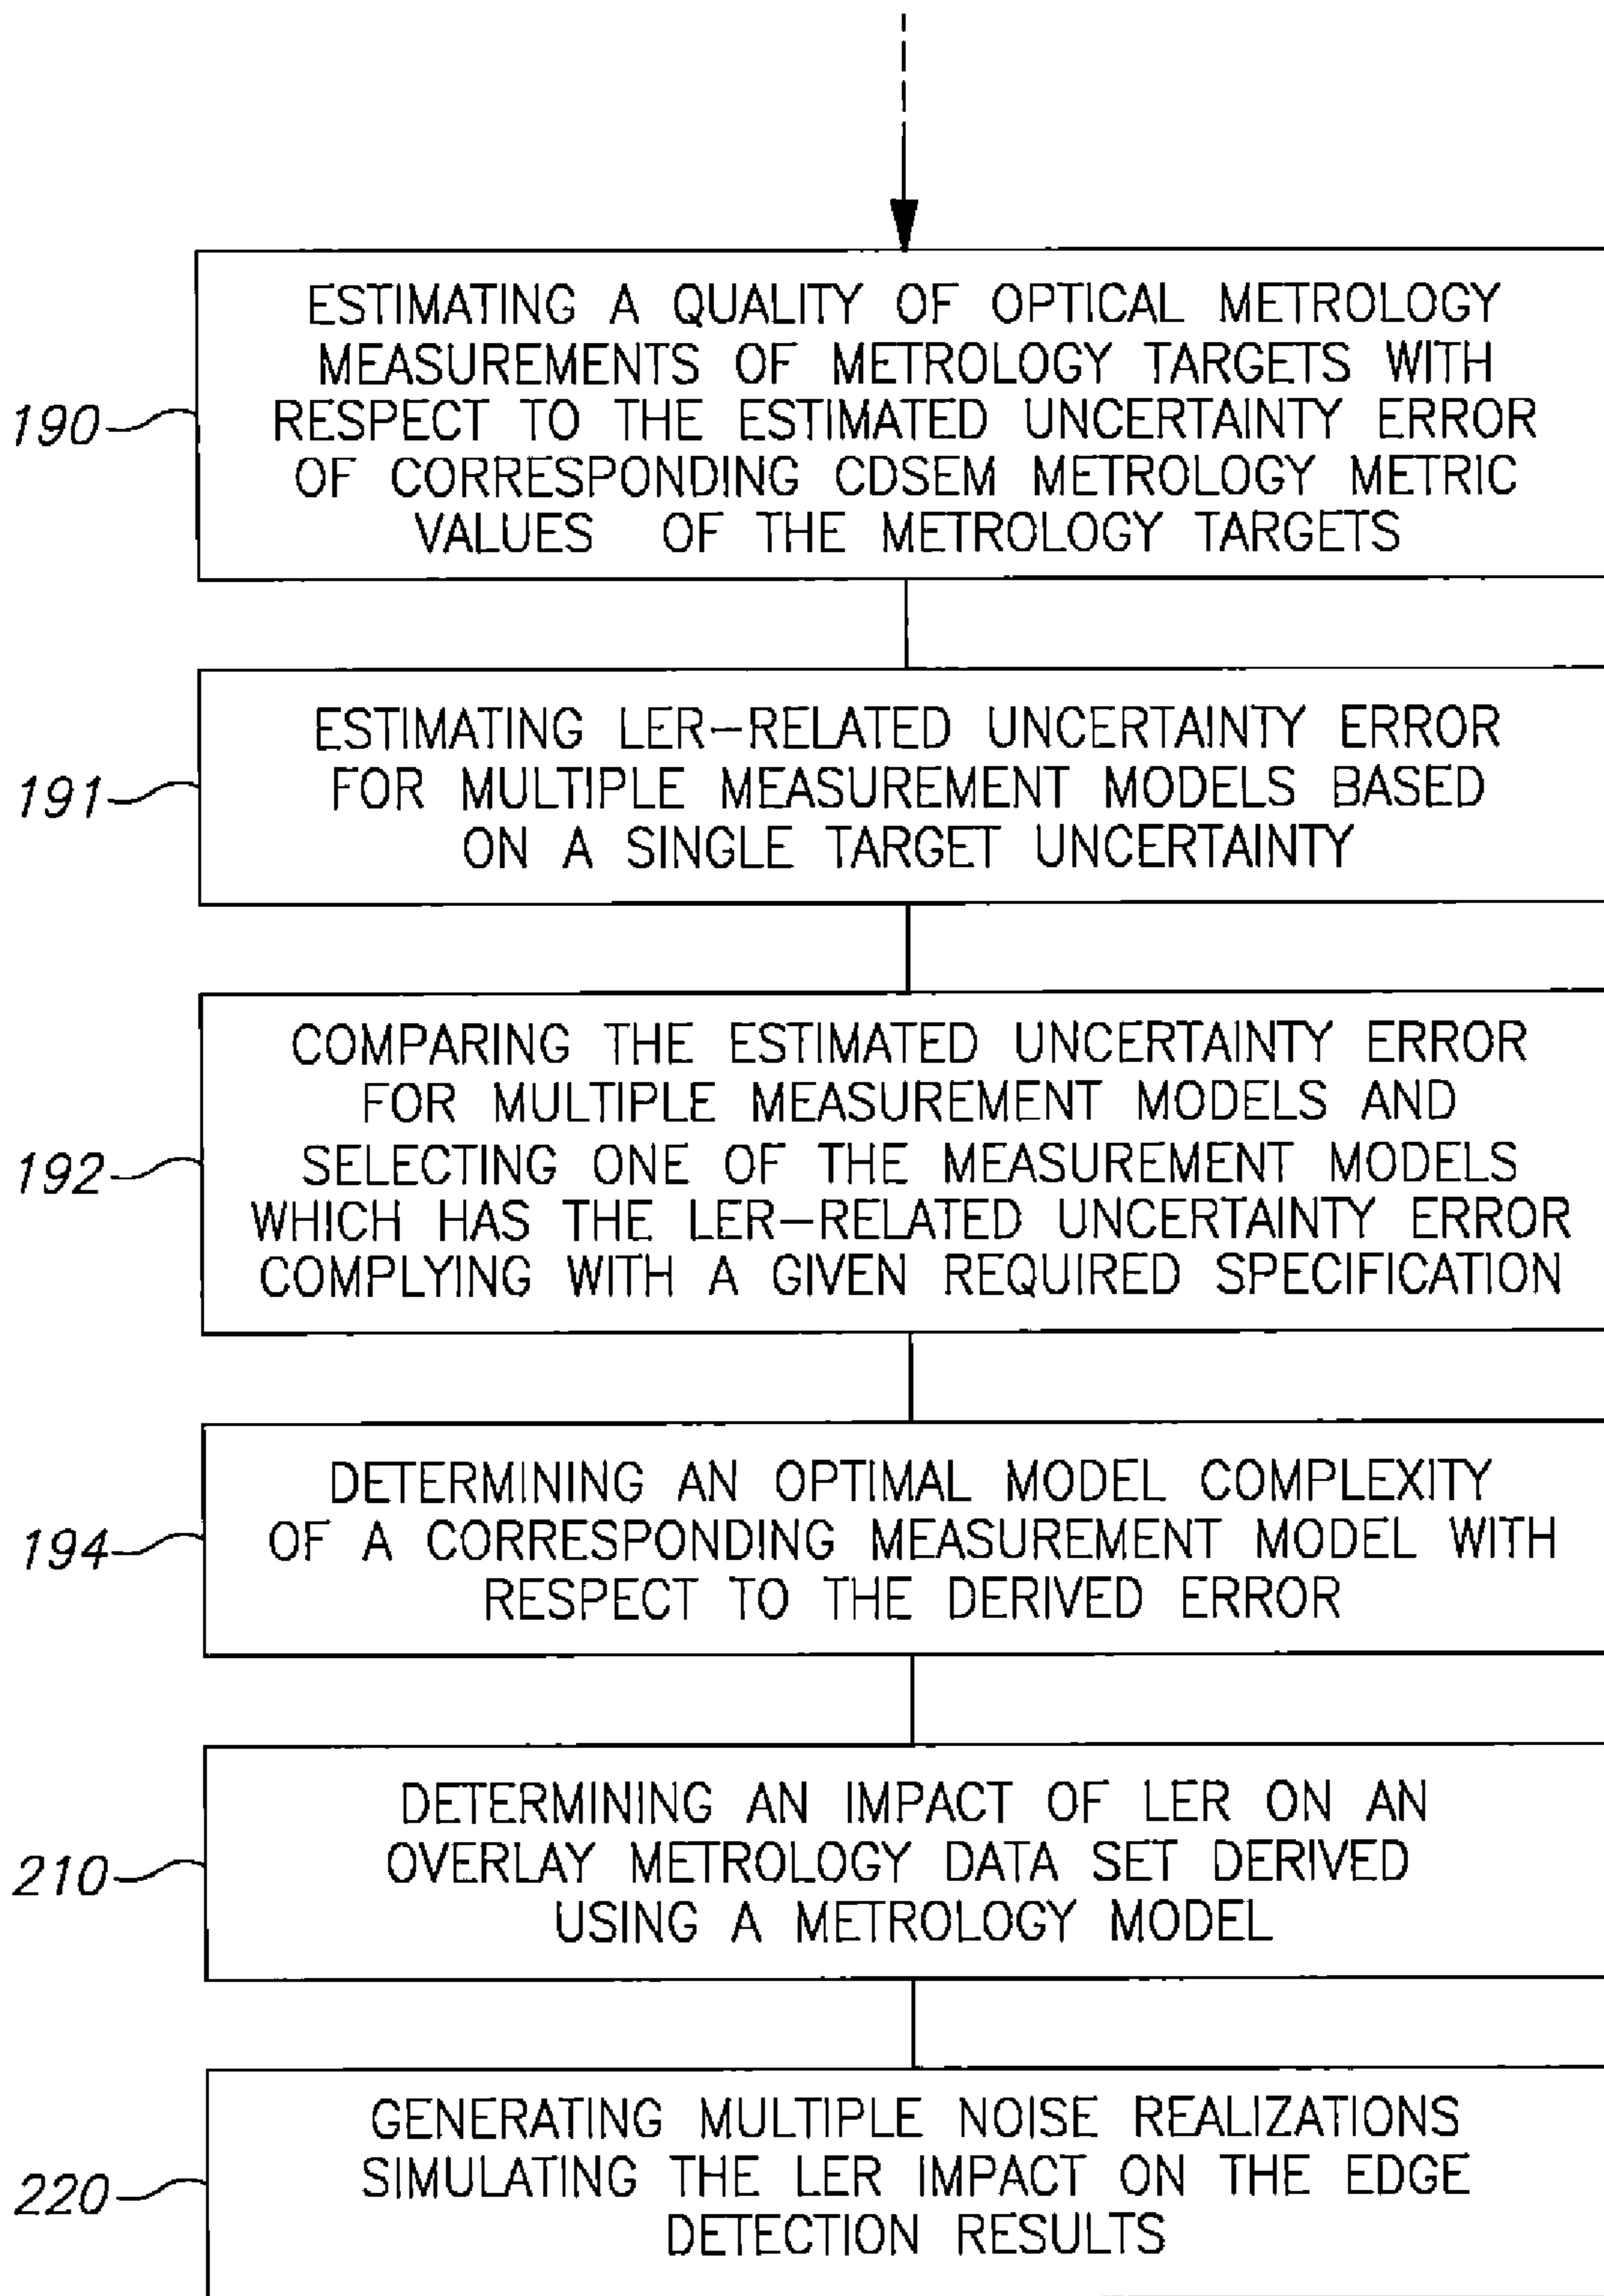 ESTIMATING A QUALITY OF OPTICAL METROLOGY
MEASUREMENTS OF METROLOGY TARGETS WITH
190 RESPECT TO THE ESTIMATED UNCERTAINTY ERROR
OF CORRESPONDING CDSEM METROLOGY METRIC
VALUES OF THE METROLOGY TARGETS
ESTIMATING LER-RELATED UNCERTAINTY ERROR
191 FOR MULTIPLE MEASUREMENT MODELS BASED
ON A SINGLE TARGET UNCERTAINTY
COMPARING THE ESTIMATED UNCERTAINTY ERROR
FOR MULTIPLE MEASUREMENT MODELS AND
192 SELECTING ONE OF THE MEASUREMENT MODELS
WHICH HAS THE LER-RELATED UNCERTAINTY ERROR
COMPLYING WITH A GIVEN REQUIRED SPECIFICATION
DETERMINING AN OPTIMAL MODEL COMPLEXITY
194 OF A CORRESPONDING MEASUREMENT MODEL WITH
RESPECT TO THE DERIVED ERROR
DETERMINING AN IMPACT OF LER ON AN
210 OVERLAY METROLOGY DATA SET DERIVED
USING A METROLOGY MODEL
GENERATING MULTIPLE NOISE REALIZATIONS
220 SIMULATING THE LER IMPACT ON THE EDGE
DETECTION RESULTS